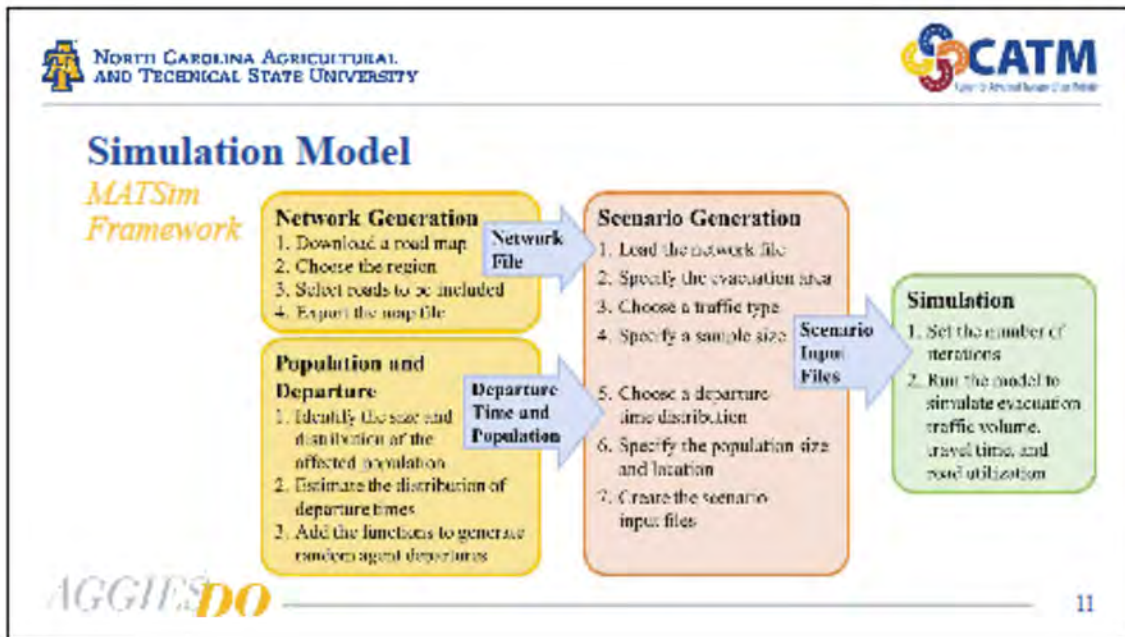 NORTH CAROLINA AGRICULTURAL
AND TECHNICAL STATE UNIVERSITY
CATM
Simulation Model
MATSim
Framework
Network Generation
1. Download a road map
2. Choose the region
3. Select roads to be included
4. Export the map file
Network
File
Population and
Departure
1. Identify the size and
distribution of the
affected population
2. Estimate the distribution of
departure times
3. Add the functions to generate
random agent departures
Departure
Time and
Population
Scenario Generation
1. Load the network file
2. Specify the evacuation area
3. Choose a traffic type
4. Specify a sample size
5. Choose a departure
time distribution
6. Specify the population size
and location
7. Create the scenario
input files
Scenario
Input
Files
Simulation
1. Set the number of
iterations
2. Run the model to
simulate evacuation
traffic volume,
travel time, and
road utilization
AGGIES DO
11